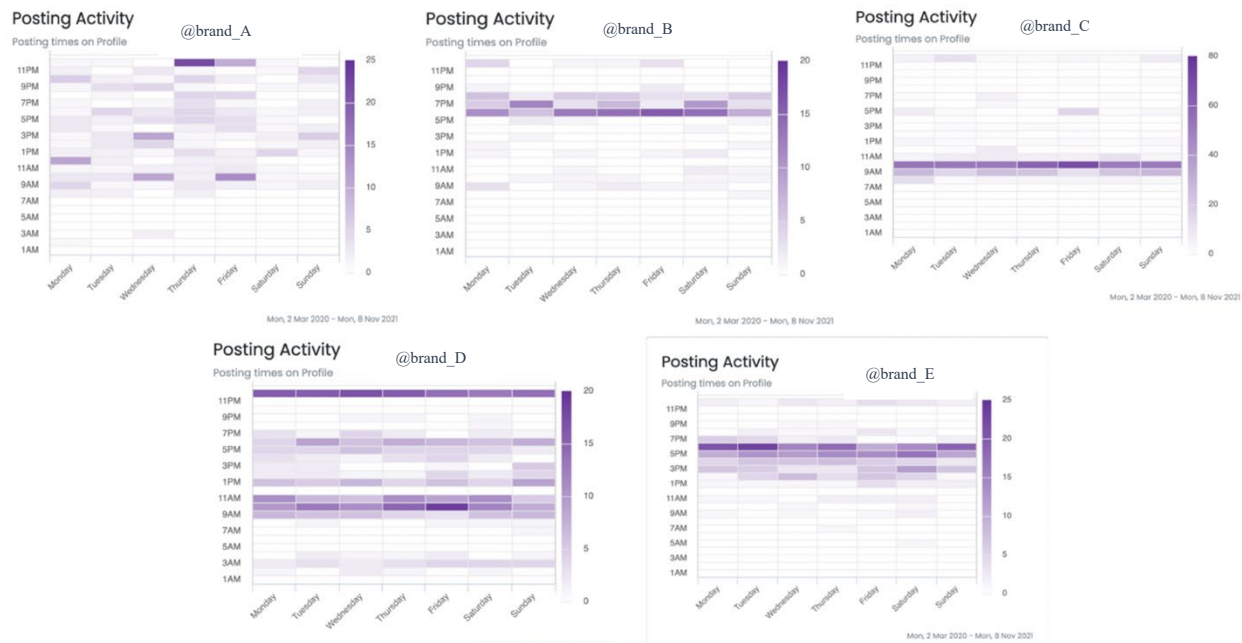 Posting Activity
@brand_A
Posting times on Profile
11PM
9PM
7PM
5PM
3PM
1PM
11AM
9AM
7AM
5AM
3AM
1AM
25
20
15
10
5
0
Monday
Tuesday
Wednesday
Thursday
Friday
Saturday
Sunday
Mon, 2 Mar 2020 - Mon, 8 Nov 2021
Posting Activity
@brand_B
Posting times on Profile
11PM
9PM
7PM
5PM
3PM
1PM
11AM
9AM
7AM
5AM
3AM
1AM
20
15
10
5
0
Monday
Tuesday
Wednesday
Thursday
Friday
Saturday
Sunday
Mon, 2 Mar 2020 - Mon, 8 Nov 2021
Posting Activity
@brand_C
Posting times on Profile
11PM
9PM
7PM
5PM
3PM
1PM
11AM
9AM
7AM
5AM
3AM
1AM
80
60
40
20
0
Monday
Tuesday
Wednesday
Thursday
Friday
Saturday
Sunday
Mon, 2 Mar 2020 - Mon, 8 Nov 2021
Posting Activity
@brand_D
Posting times on Profile
11PM
9PM
7PM
5PM
3PM
1PM
11AM
9AM
7AM
5AM
3AM
1AM
20
15
10
5
0
Monday
Tuesday
Wednesday
Thursday
Friday
Saturday
Sunday
Posting Activity
@brand_E
Posting times on Profile
11PM
9PM
7PM
5PM
3PM
1PM
11AM
9AM
7AM
5AM
3AM
1AM
25
20
15
10
5
0
Monday
Tuesday
Wednesday
Thursday
Friday
Saturday
Sunday
Mon, 2 Mar 2020 - Mon, 8 Nov 2021